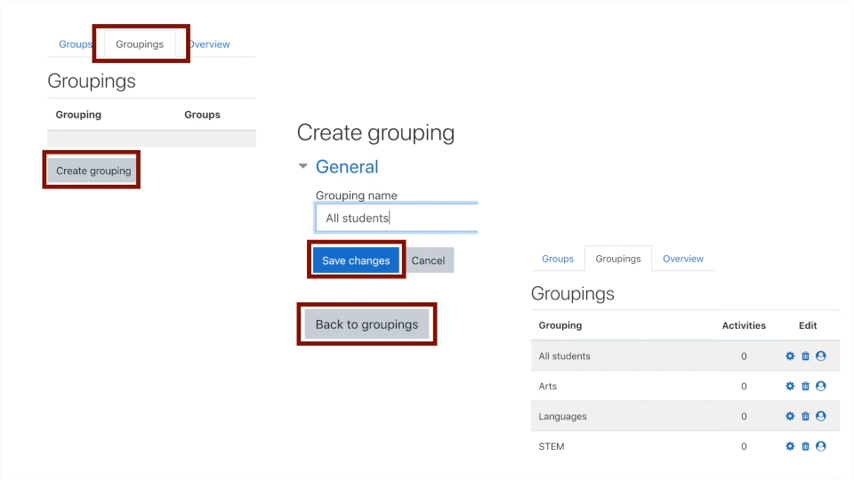 Groups Groupings Overview
Groupings
Grouping Groups
Create grouping
Create grouping
General
Grouping name
All students
Save changes Cancel
Back to groupings
Groups Groupings Overview
Groupings
Grouping Activities Edit
All students 0
Arts 0
Languages 0
STEM 0